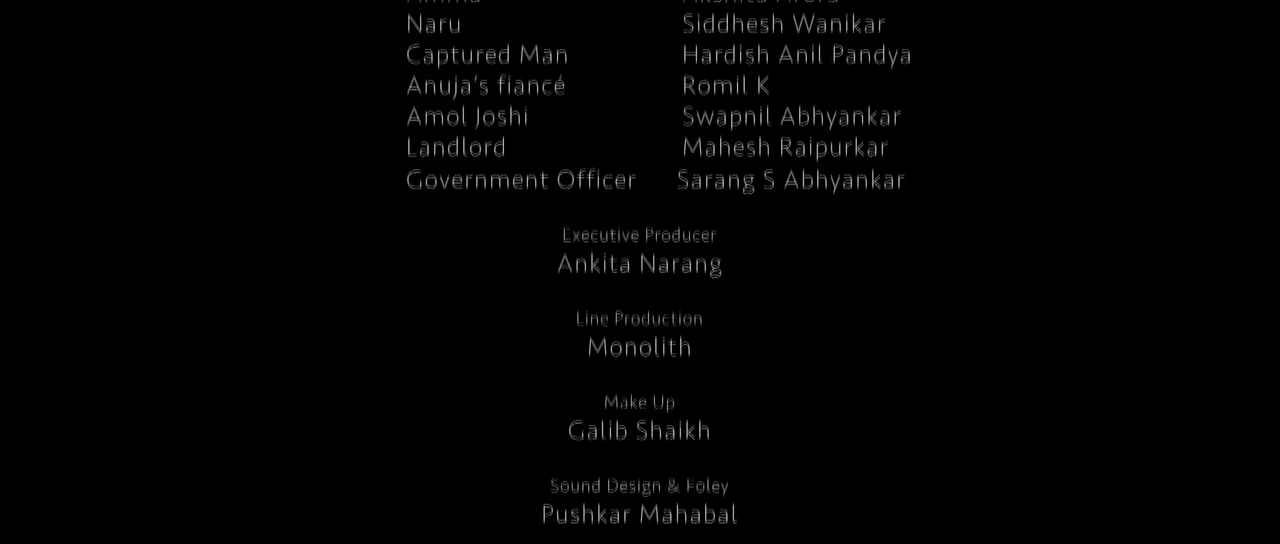 Naru Siddhesh Wanikar
Captured Man Hardish Anil Pandya
Anuja's fiancé Romil K
Amol Joshi Swapnil Abhyankar
Landlord Mahesh Raipurkar
Government Officer Sarang S Abhyankar
Executive Producer
Ankita Narang
Line Production
Monolith
Make Up
Galib Shaikh
Sound Design & Foley
Pushkar Mahabal